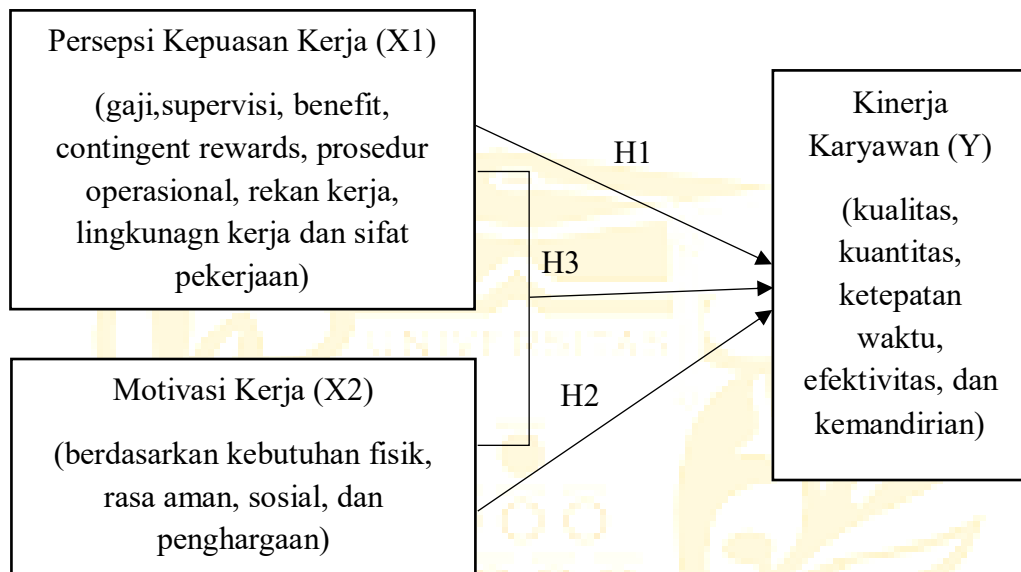 Persepsi Kepuasan Kerja (X1)
(gaji,supervisi, benefit,
contingent rewards, prosedur
operasional, rekan kerja,
lingkunagn kerja dan sifat
pekerjaan)
H1
Kinerja
Karyawan (Y)
(kualitas,
kuantitas,
ketepatan
waktu,
efektivitas, dan
kemandirian)
H3
UNIVERSITAS
Motivasi Kerja (X2)
(berdasarkan kebutuhan fisik,
rasa aman, sosial, dan
penghargaan)
H2